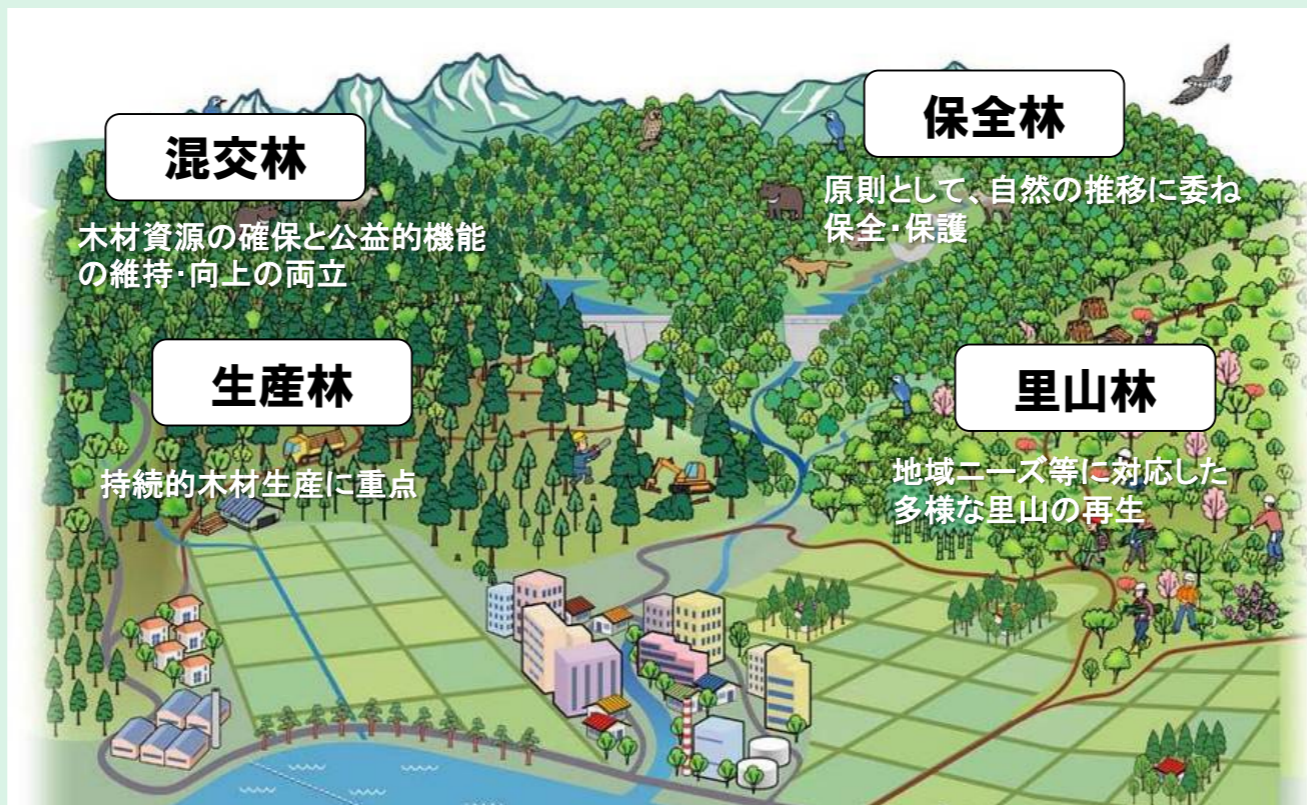 混交林
木材資源の確保と公益的機能
の維持・向上の両立
保全林
原則として、自然の推移に委ね
保全・保護
生産林
持続的木材生産に重点
里山林
地域ニーズ等に対応した
多様な里山の再生